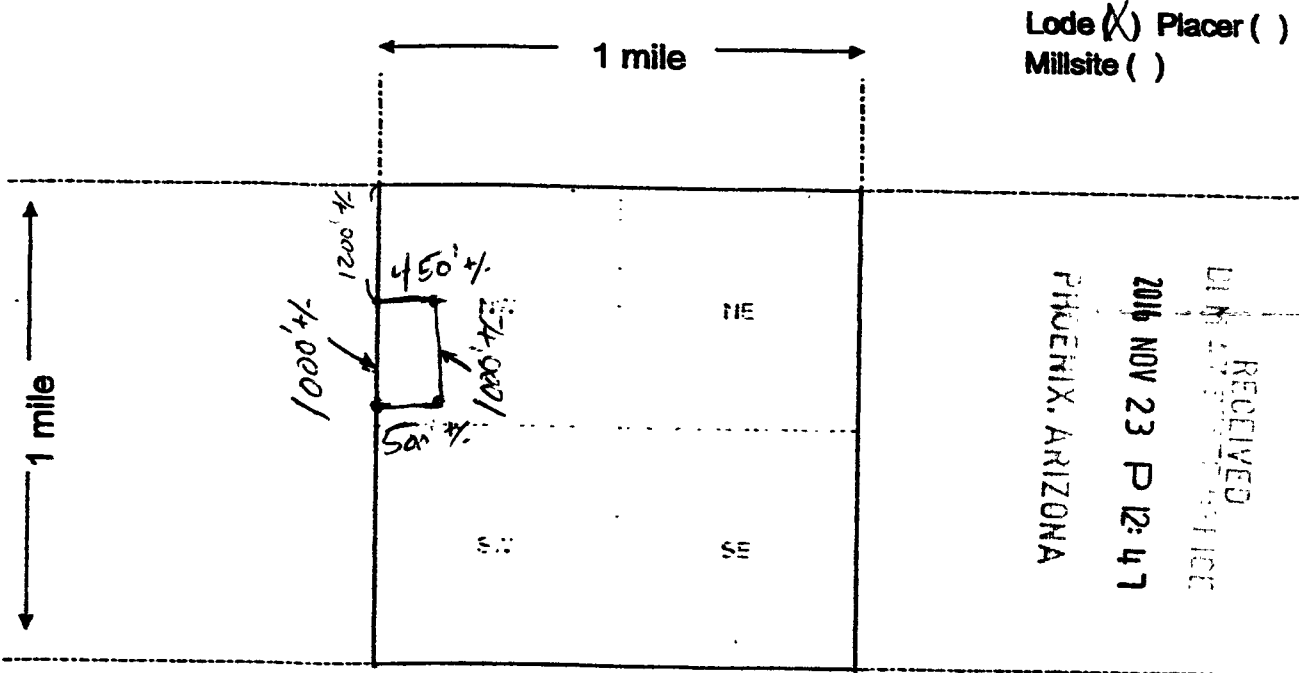 Lode (X) Placer ( )
Millsite ( )
1 mile
1 mile
1200' +/-
450' +/-
1000' +/-
1000' +/-
500' +/-
NE
SW
SE
RECEIVED
2016 NOV 23 P 12:47
PHOENIX, ARIZONA